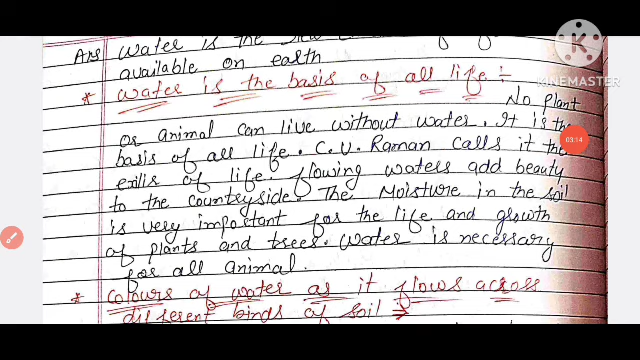 Ans water is the
available on earth
* water is the basis of all life :-
No plant
or animal can live without water. It is the
basis of all life. C.V. Raman calls it the
exilis of life. flowing waters add beauty
to the countryside. The Moisture in the soil
is very important for the life and growth
of plants and trees. water is necessary
for all animal.
* colours of water as it flows across
different binds of soil :→
KINEMASTER
03:14